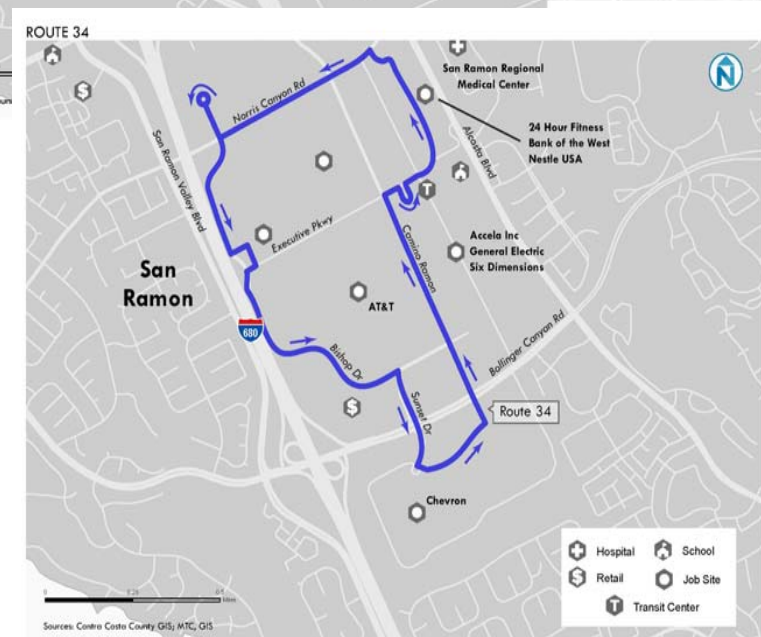 ROUTE 34
N
San Ramon Regional
Medical Center
Norris Canyon Rd
24 Hour Fitness
Bank of the West
Nestle USA
San Ramon Valley Blvd
Alcosta Blvd
T
Executive Pkwy
Camino Ramon
Accela Inc
General Electric
Six Dimensions
San
Ramon
AT&T
680
Bollinger Canyon Rd
Bishop Dr
$
Sunset Dr
Route 34
Chevron
Hospital
School
$
Retail
Job Site
T
Transit Center
Sources: Contra Costa County GIS; MTC, GIS